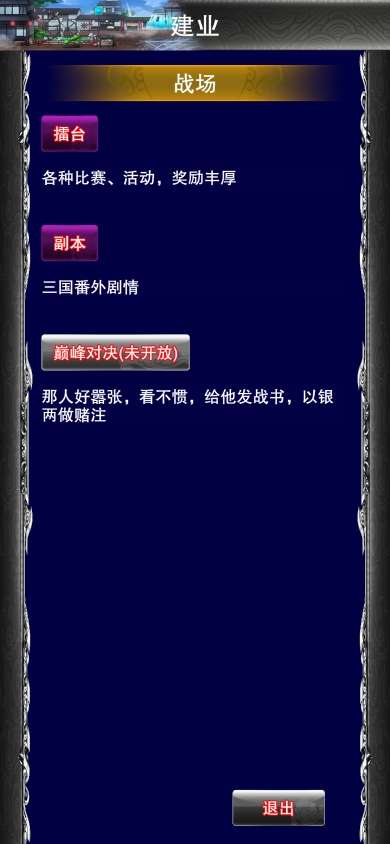 建业
战场
擂台
各种比赛、活动，奖励丰厚
副本
三国番外剧情
巅峰对决(未开放)
那人好嚣张，看不惯，给他发战书，以银
两做赌注
退出